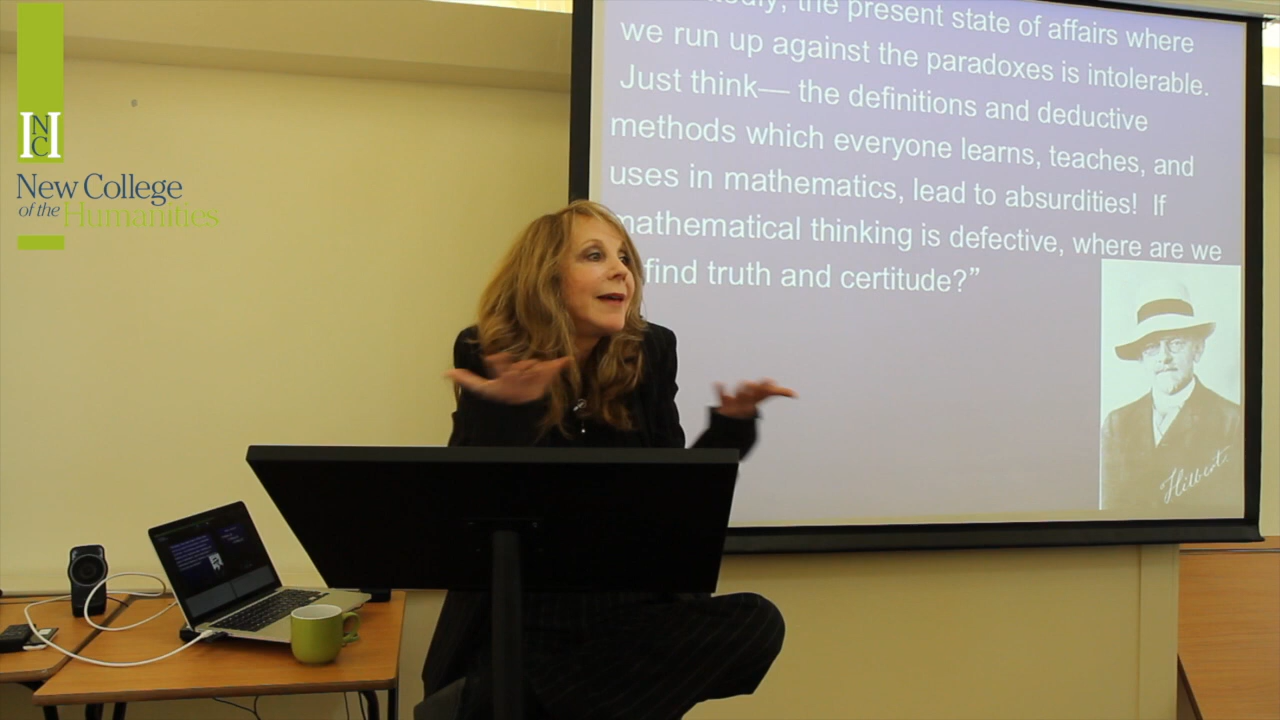 NCH
New College
of the Humanities
the present state of affairs where
we run up against the paradoxes is intolerable.
Just think— the definitions and deductive
methods which everyone learns, teaches, and
uses in mathematics, lead to absurdities! If
mathematical thinking is defective, where are we
find truth and certitude?”
Hilbert.